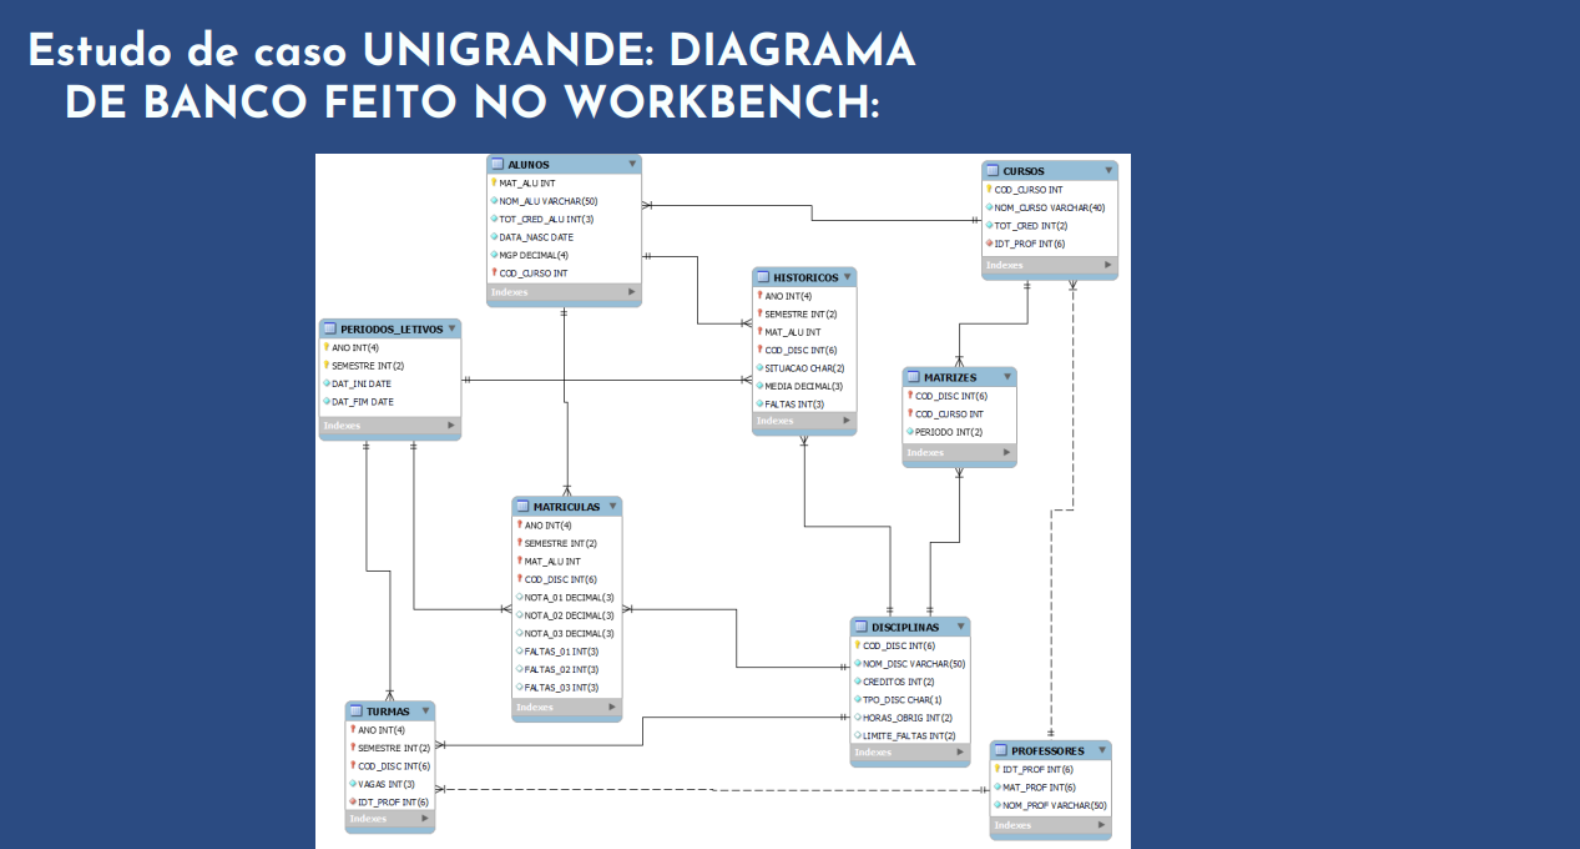 Estudo de caso UNIGRANDE: DIAGRAMA
DE BANCO FEITO NO WORKBENCH:
ALUNOS
MAT_ALU INT
NOM_ALU VARCHAR(50)
TOT_CRED_ALU INT(3)
DATA_NASC DATE
MGP DECIMAL(4)
COD_CURSO INT
Indexes
CURSOS
COD_CURSO INT
NOM_CURSO VARCHAR(40)
TOT_CRED INT(2)
IDT_PROF INT(6)
Indexes
HISTORICOS
ANO INT(4)
SEMESTRE INT(2)
MAT_ALU INT
COD_DISC INT(6)
SITUACAO CHAR(2)
MEDIA DECIMAL(3)
FALTAS INT(3)
Indexes
PERIODOS_LETIVOS
ANO INT(4)
SEMESTRE INT(2)
DAT_INI DATE
DAT_FIM DATE
Indexes
MATRIZES
COD_DISC INT(6)
COD_CURSO INT
PERIODO INT(2)
Indexes
MATRICULAS
ANO INT(4)
SEMESTRE INT(2)
MAT_ALU INT
COD_DISC INT(6)
NOTA_01 DECIMAL(3)
NOTA_02 DECIMAL(3)
NOTA_03 DECIMAL(3)
FALTAS_01 INT(3)
FALTAS_02 INT(3)
FALTAS_03 INT(3)
Indexes
DISCIPLINAS
COD_DISC INT(6)
NOM_DISC VARCHAR(50)
CREDITOS INT(2)
TPO_DISC CHAR(1)
HORAS_OBRIG INT(2)
LIMITE_FALTAS INT(2)
Indexes
TURMAS
ANO INT(4)
SEMESTRE INT(2)
COD_DISC INT(6)
VAGAS INT(3)
IDT_PROF INT(6)
Indexes
PROFESSORES
IDT_PROF INT(6)
MAT_PROF INT(6)
NOM_PROF VARCHAR(50)
Indexes